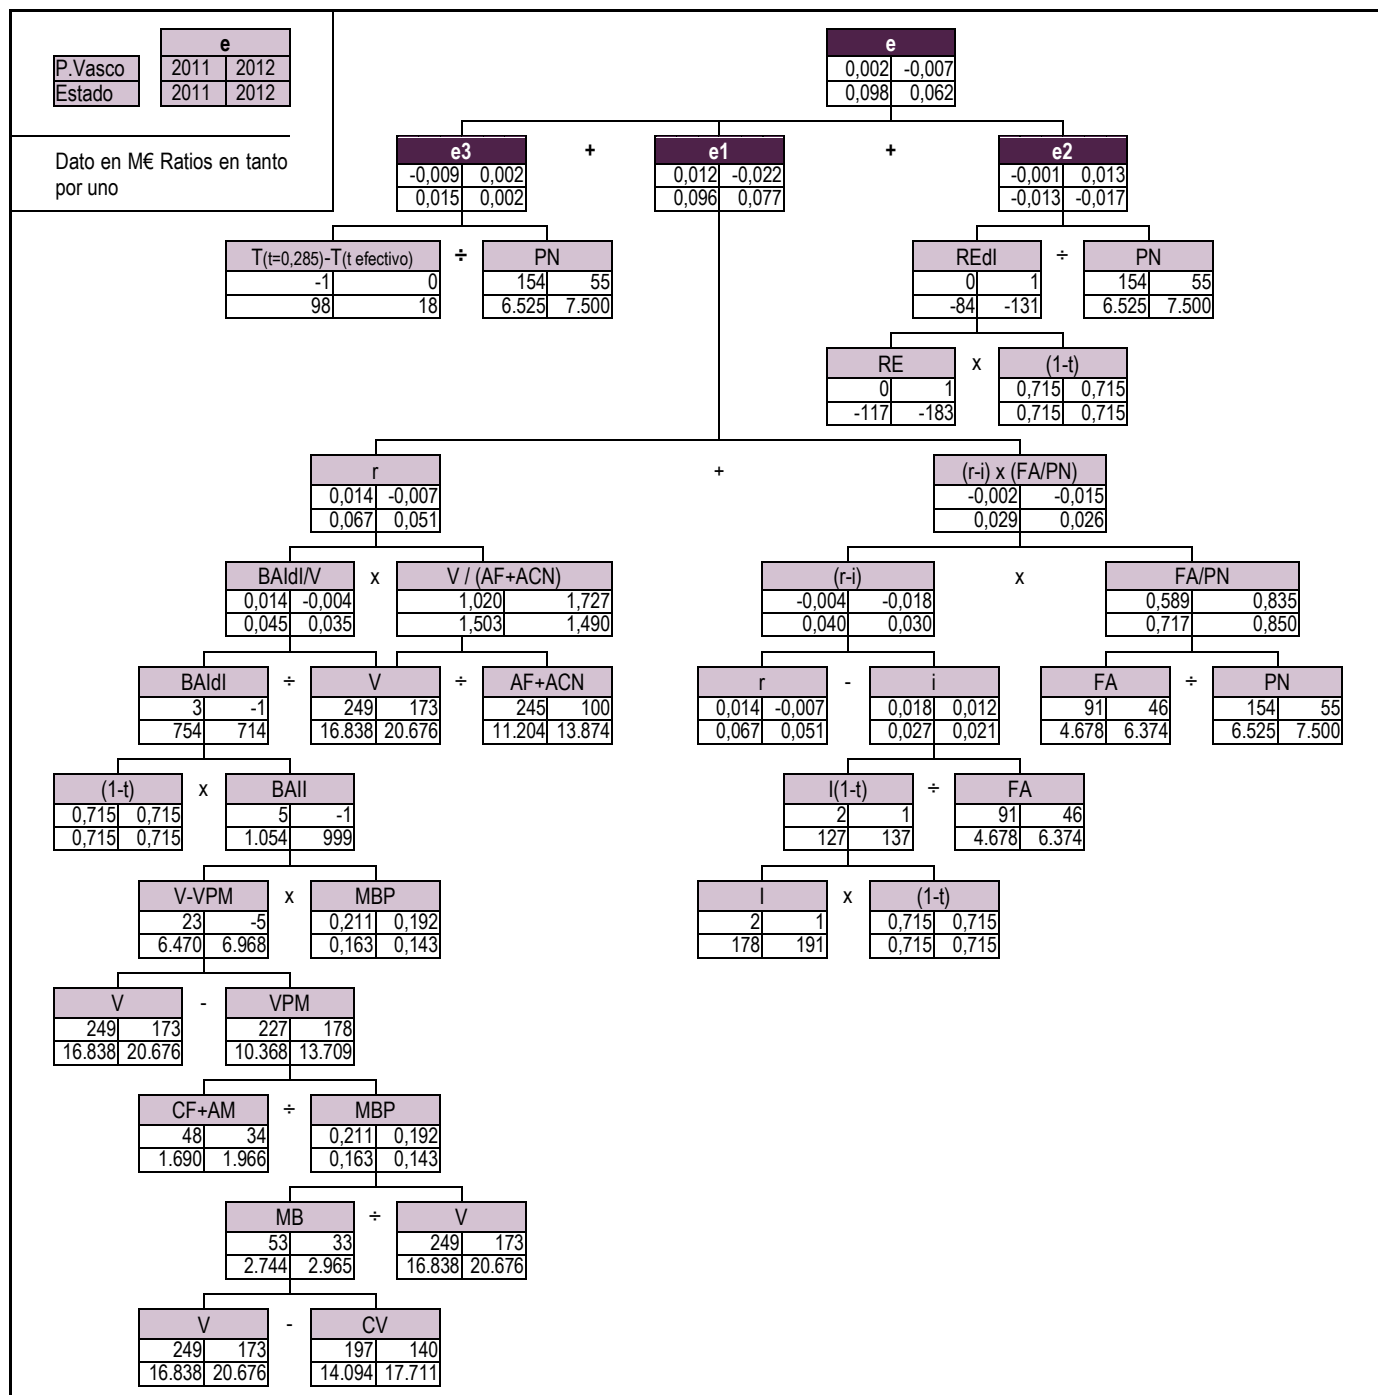 e
P.Vasco 2011 2012
Estado 2011 2012
Dato en M€ Ratios en tanto
por uno
e
0,002 -0,007
0,098 0,062
e3 + e1 + e2
-0,009 0,002 0,012 -0,022 -0,001 0,013
0,015 0,002 0,096 0,077 -0,013 -0,017
T(t=0,285)-T(t efectivo) ÷ PN REdI ÷ PN
-1 0 154 55 0 1 154 55
98 18 6.525 7.500 -84 -131 6.525 7.500
RE x (1-t)
0 1 0,715 0,715
-117 -183 0,715 0,715
r + (r-i) x (FA/PN)
0,014 -0,007 -0,002 -0,015
0,067 0,051 0,029 0,026
BAIdI/V x V / (AF+ACN) (r-i) x FA/PN
0,014 -0,004 1,020 1,727 -0,004 -0,018 0,589 0,835
0,045 0,035 1,503 1,490 0,040 0,030 0,717 0,850
BAIdI ÷ V ÷ AF+ACN r - i FA ÷ PN
3 -1 249 173 245 100 0,014 -0,007 0,018 0,012 91 46 154 55
754 714 16.838 20.676 11.204 13.874 0,067 0,051 0,027 0,021 4.678 6.374 6.525 7.500
(1-t) x BAII I(1-t) ÷ FA
0,715 0,715 5 -1 2 1 91 46
0,715 0,715 1.054 999 127 137 4.678 6.374
V-VPM x MBP I x (1-t)
23 -5 0,211 0,192 2 1 0,715 0,715
6.470 6.968 0,163 0,143 178 191 0,715 0,715
V - VPM
249 173 227 178
16.838 20.676 10.368 13.709
CF+AM ÷ MBP
48 34 0,211 0,192
1.690 1.966 0,163 0,143
MB ÷ V
53 33 249 173
2.744 2.965 16.838 20.676
V - CV
249 173 197 140
16.838 20.676 14.094 17.711